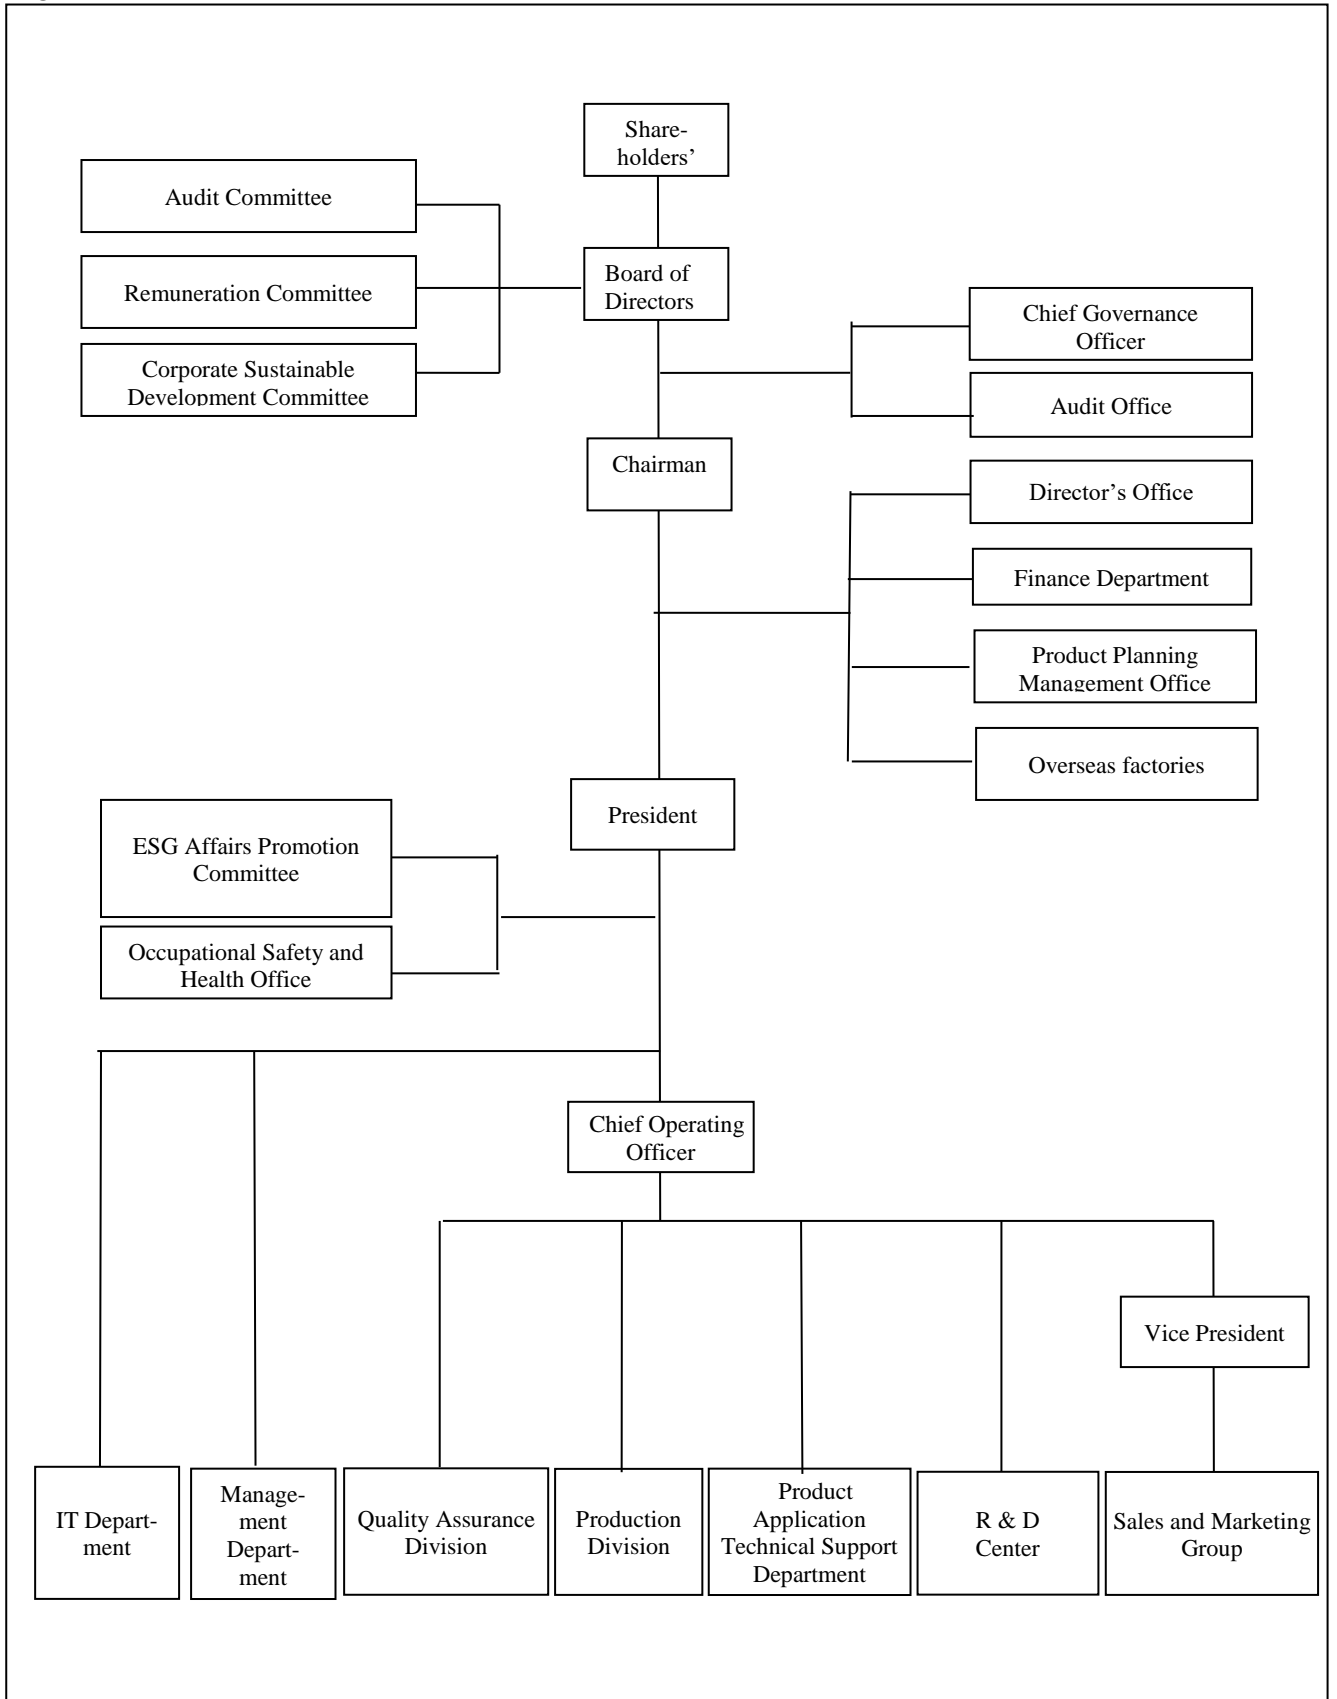 Share-
holders’
Audit Committee
Remuneration Committee
Board of
Directors
Corporate Sustainable
Development Committee
Chief Governance
Officer
Audit Office
Chairman
Director’s Office
Finance Department
Product Planning
Management Office
Overseas factories
President
ESG Affairs Promotion
Committee
Occupational Safety and
Health Office
Chief Operating
Officer
Vice President
IT Depart-
ment
Manage-
ment
Depart-
ment
Quality Assurance
Division
Production
Division
Product
Application
Technical Support
Department
R & D
Center
Sales and Marketing
Group